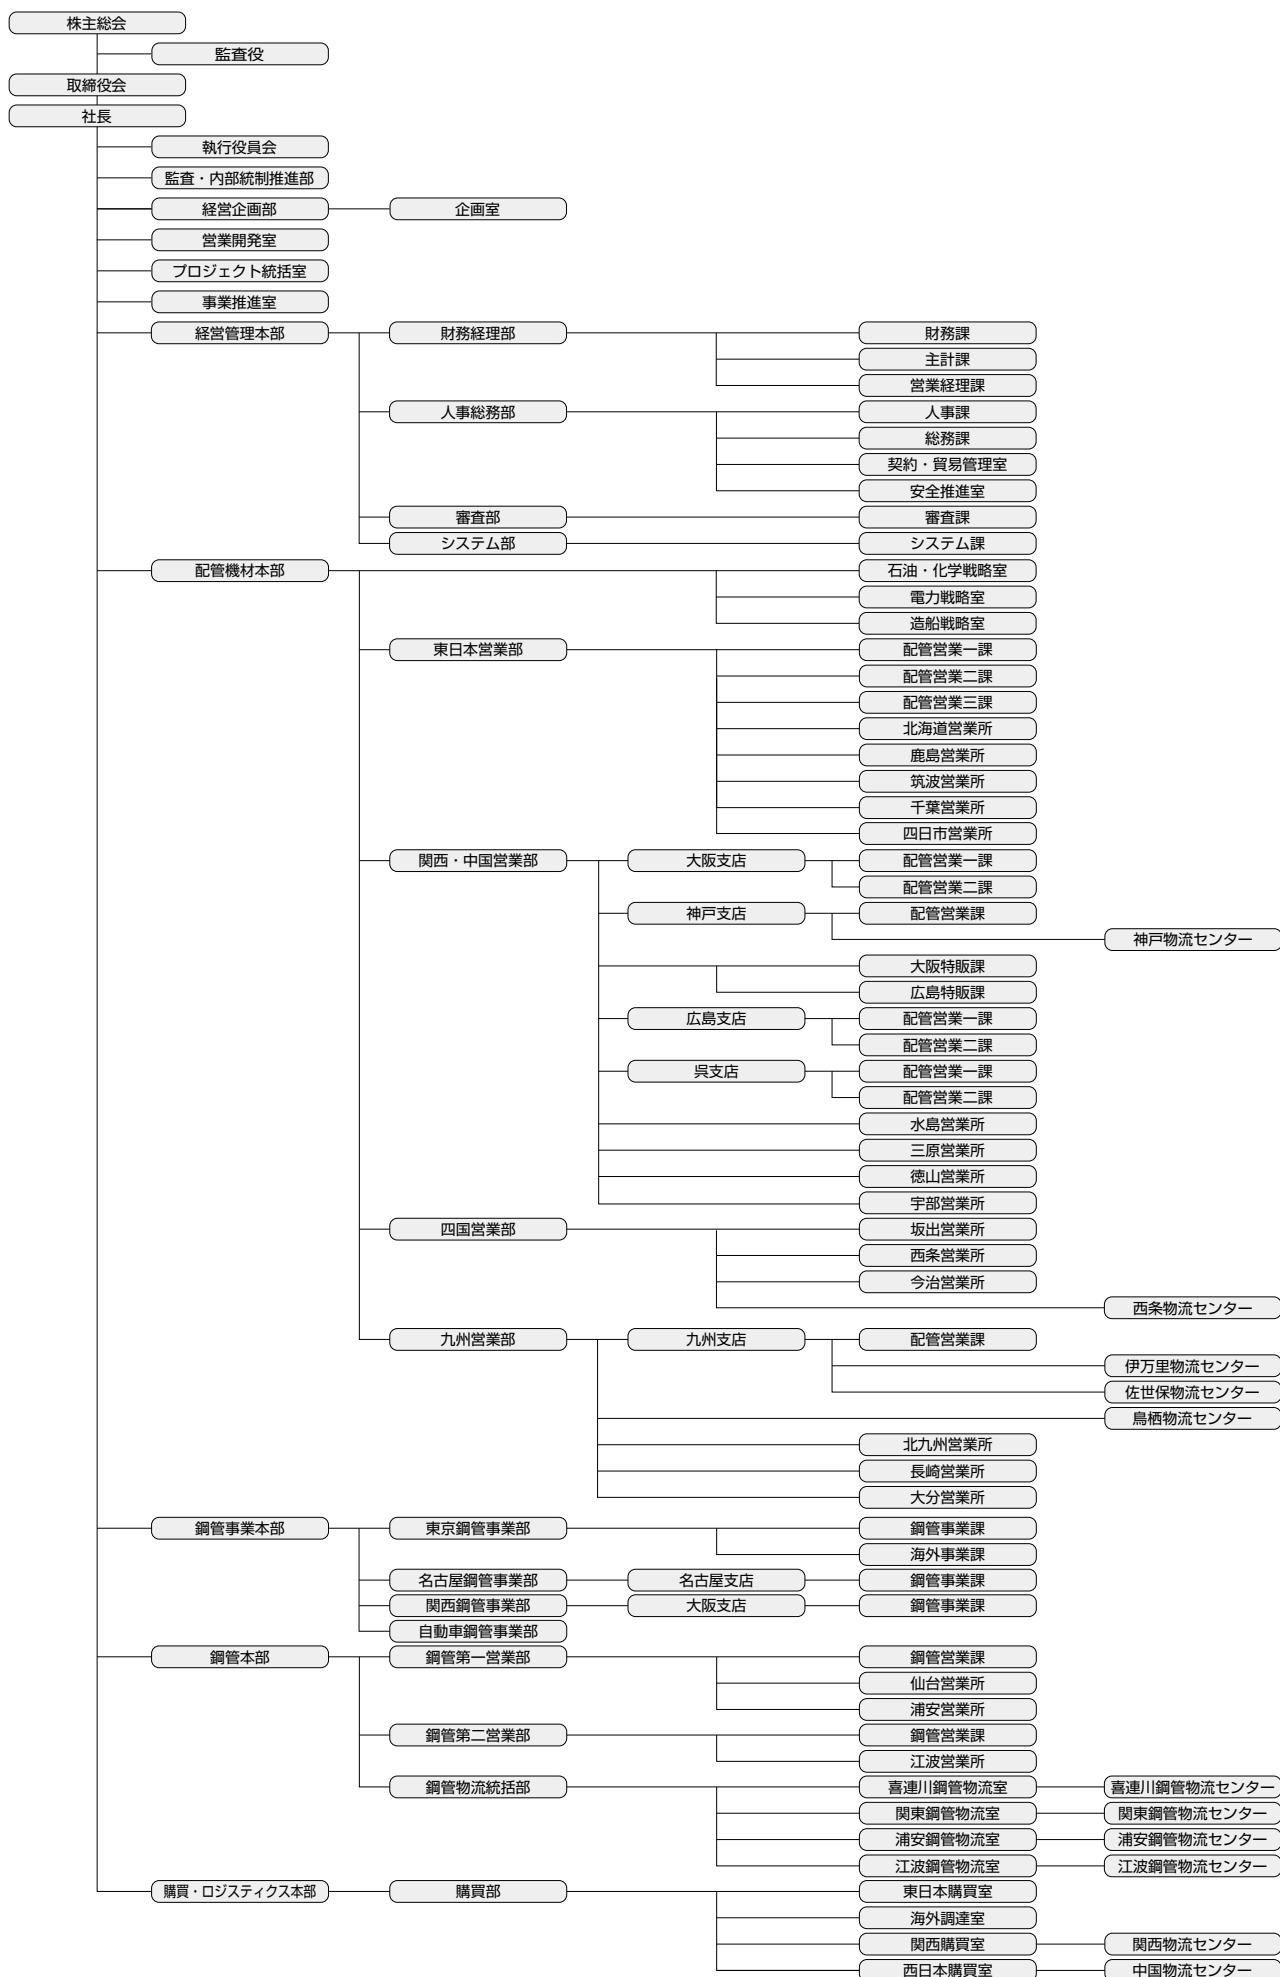 株主総会
監査役
取締役会
社長
執行役員会
監査・内部統制推進部
経営企画部 企画室
営業開発室
プロジェクト統括室
事業推進室
経営管理本部 財務経理部 財務課
主計課
営業経理課
人事総務部 人事課
総務課
契約・貿易管理室
安全推進室
審査部 審査課
システム部 システム課
配管機材本部 石油・化学戦略室
電力戦略室
造船戦略室
東日本営業部 配管営業一課
配管営業二課
配管営業三課
北海道営業所
鹿島営業所
筑波営業所
千葉営業所
四日市営業所
関西・中国営業部 大阪支店 配管営業一課
配管営業二課
神戸支店 配管営業課
神戸物流センター
大阪特販課
広島特販課
広島支店 配管営業一課
配管営業二課
呉支店 配管営業一課
配管営業二課
水島営業所
三原営業所
徳山営業所
宇部営業所
四国営業部 坂出営業所
西条営業所
今治営業所
西条物流センター
九州営業部 九州支店 配管営業課
伊万里物流センター
佐世保物流センター
鳥栖物流センター
北九州営業所
長崎営業所
大分営業所
鋼管事業本部 東京鋼管事業部 鋼管事業課
海外事業課
名古屋鋼管事業部 名古屋支店 鋼管事業課
関西鋼管事業部 大阪支店 鋼管事業課
自動車鋼管事業部
鋼管本部 鋼管第一営業部 鋼管営業課
仙台営業所
浦安営業所
鋼管第二営業部 鋼管営業課
江波営業所
鋼管物流統括部 喜連川鋼管物流室 喜連川鋼管物流センター
関東鋼管物流室 関東鋼管物流センター
浦安鋼管物流室 浦安鋼管物流センター
江波鋼管物流室 江波鋼管物流センター
購買・ロジスティクス本部 購買部 東日本購買室
海外調達室
関西購買室 関西物流センター
西日本購買室 中国物流センター